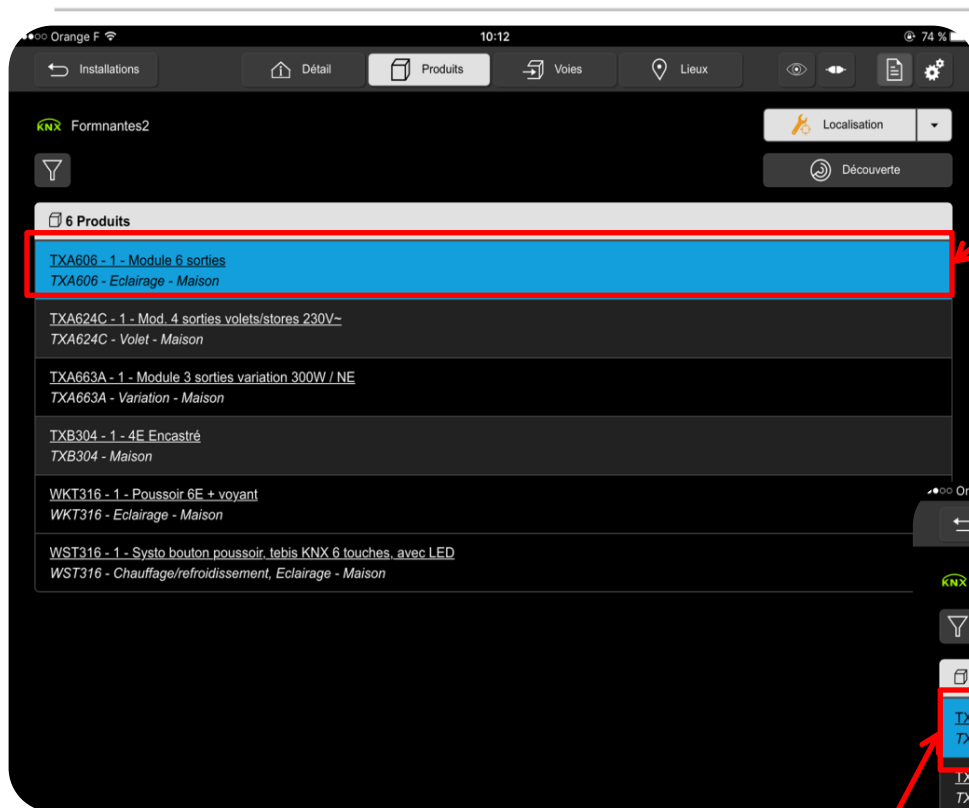 Orange F 10:12 74 %
Installations Détail Produits Voies Lieux
KNX Formnantes2 Localisation
Découverte
6 Produits
TXA606 - 1 - Module 6 sorties
TXA606 - Eclairage - Maison
TXA624C - 1 - Mod. 4 sorties volets/stores 230V~
TXA624C - Volet - Maison
TXA663A - 1 - Module 3 sorties variation 300W / NE
TXA663A - Variation - Maison
TXB304 - 1 - 4E Encastré
TXB304 - Maison
WKT316 - 1 - Poussoir 6E + voyant
WKT316 - Eclairage - Maison
WST316 - 1 - Systo bouton poussoir, tebis KNX 6 touches, avec LED
WST316 - Chauffage/refroidissement, Eclairage - Maison
KNX